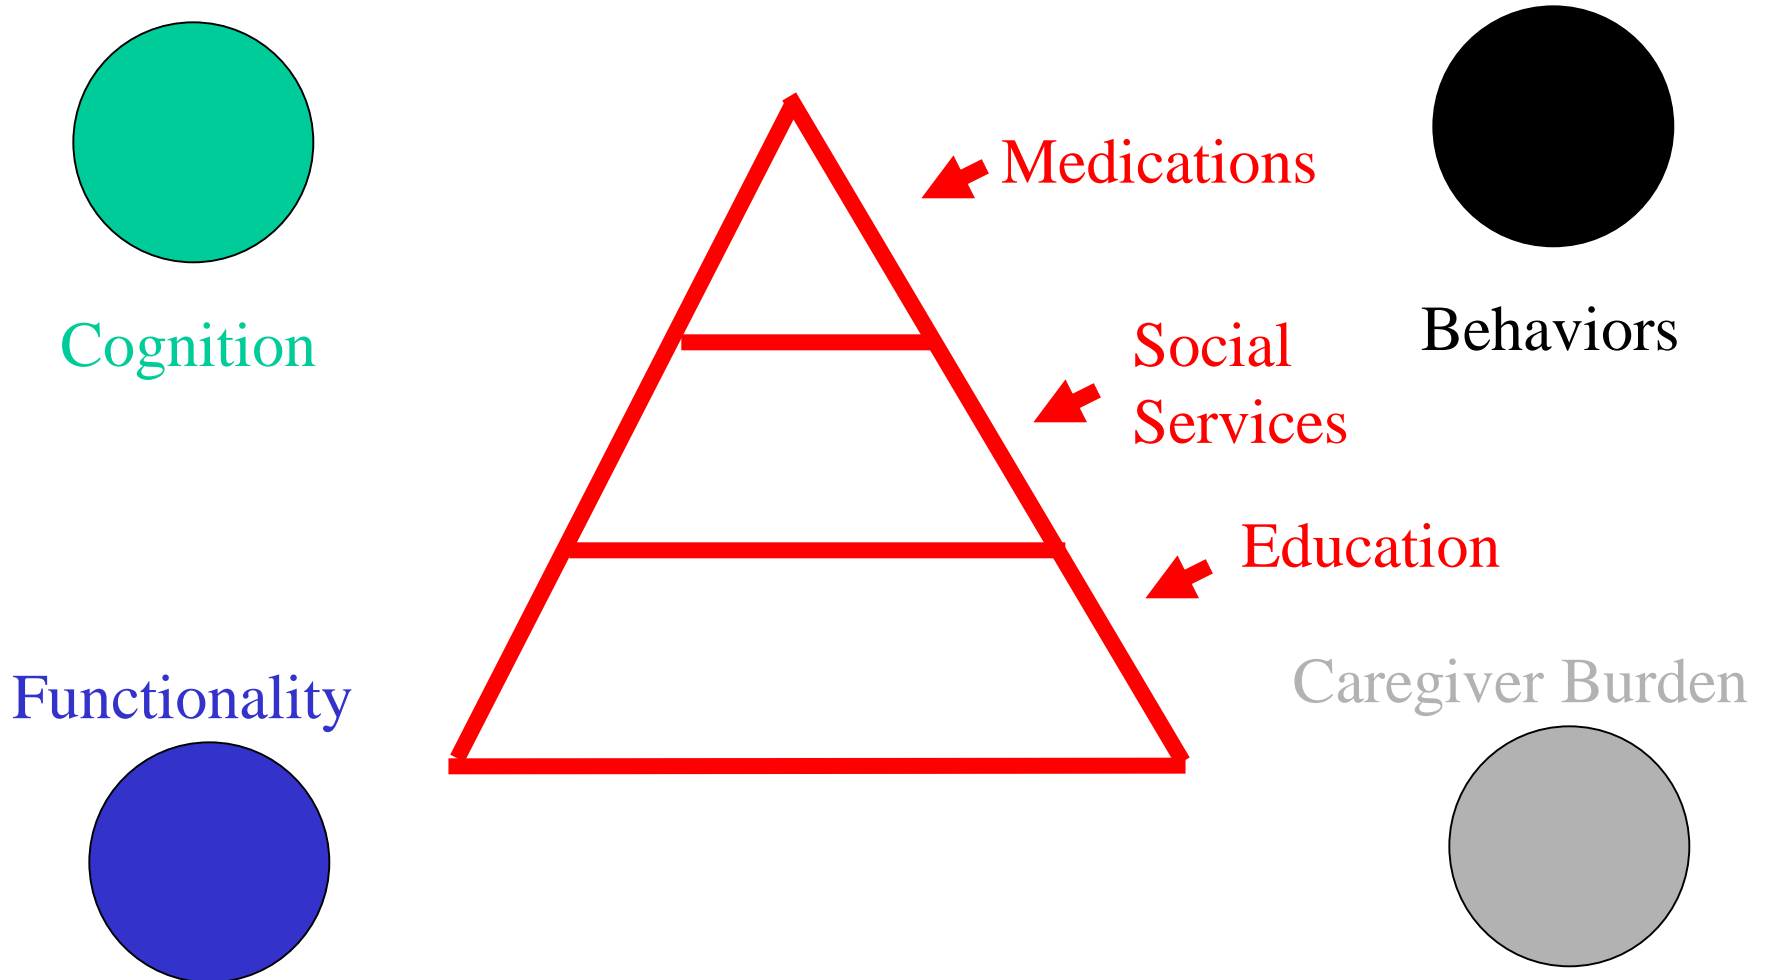 Medications
Cognition
Social
Services
Behaviors
Education
Functionality
Caregiver Burden